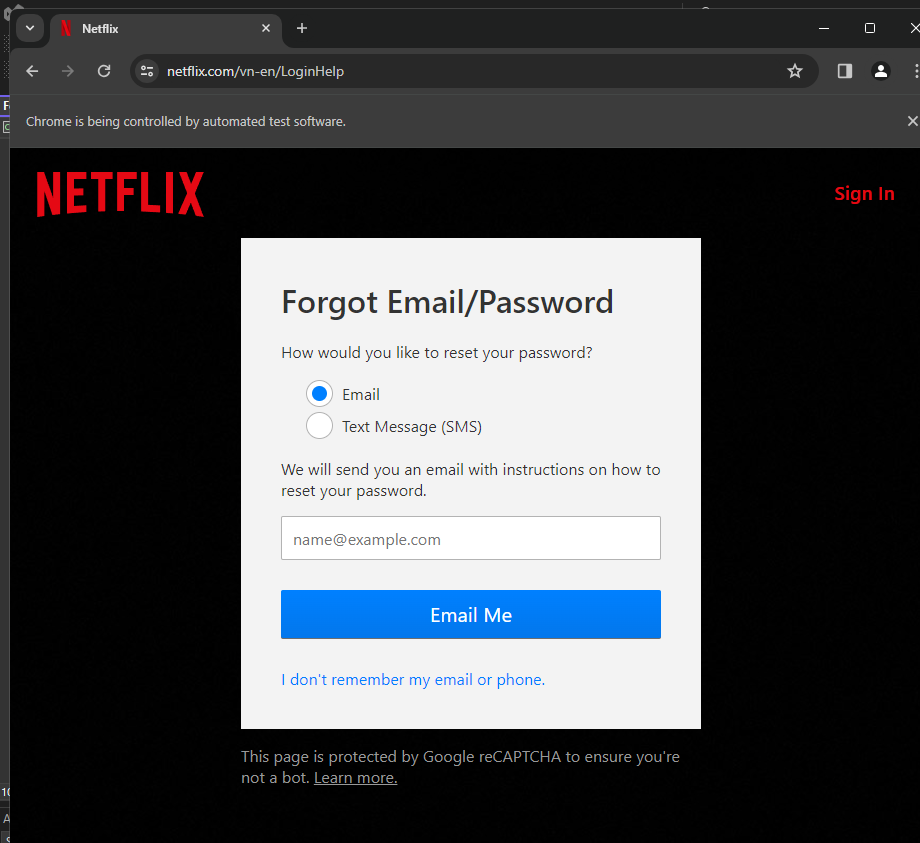 Netflix
netflix.com/vn-en/LoginHelp
Chrome is being controlled by automated test software.
NETFLIX
Sign In
Forgot Email/Password
How would you like to reset your password?
Email
Text Message (SMS)
We will send you an email with instructions on how to
reset your password.
name@example.com
Email Me
I don't remember my email or phone.
This page is protected by Google reCAPTCHA to ensure you're
not a bot. Learn more.